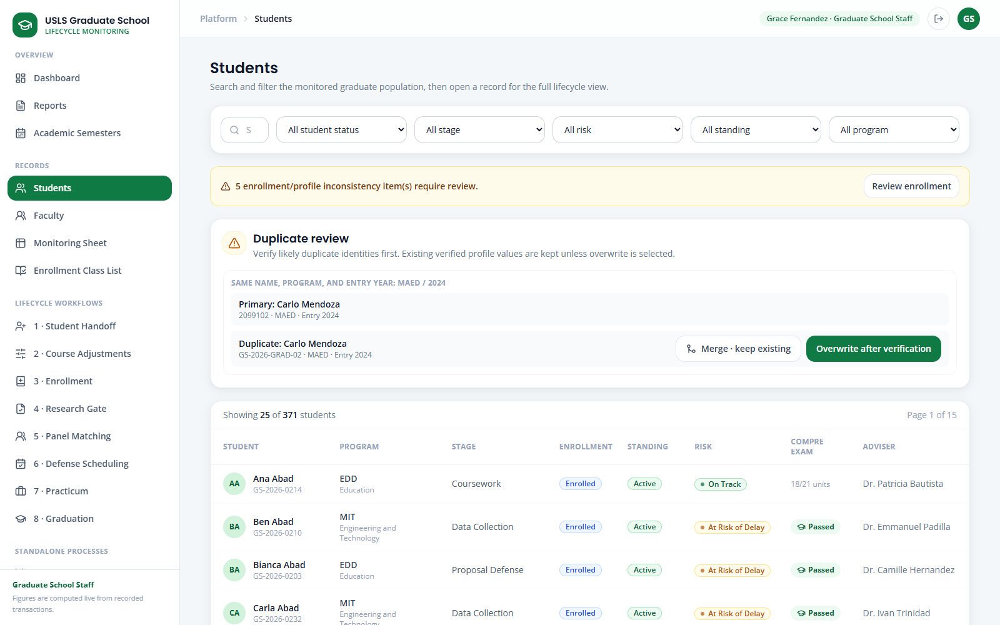 USLS Graduate School
LIFECYCLE MONITORING
OVERVIEW
Dashboard
Reports
Academic Semesters
RECORDS
Students
Faculty
Monitoring Sheet
Enrollment Class List
LIFECYCLE WORKFLOWS
1 · Student Handoff
2 · Course Adjustments
3 · Enrollment
4 · Research Gate
5 · Panel Matching
6 · Defense Scheduling
7 · Practicum
8 · Graduation
STANDALONE PROCESSES
Graduate School Staff
Figures are computed live from recorded
transactions.
Platform > Students
Grace Fernandez · Graduate School Staff
GS
Students
Search and filter the monitored graduate population, then open a record for the full lifecycle view.
S
All student status
All stage
All risk
All standing
All program
5 enrollment/profile inconsistency item(s) require review.
Review enrollment
Duplicate review
Verify likely duplicate identities first. Existing verified profile values are kept unless overwrite is selected.
SAME NAME, PROGRAM, AND ENTRY YEAR: MAED / 2024
Primary: Carlo Mendoza
2099102 · MAED · Entry 2024
Duplicate: Carlo Mendoza
GS-2026-GRAD-02 · MAED · Entry 2024
Merge · keep existing
Overwrite after verification
Showing 25 of 371 students
Page 1 of 15
STUDENT PROGRAM STAGE ENROLLMENT STANDING RISK COMPRE EXAM ADVISER
AA Ana Abad GS-2026-0214 EDD Education Coursework Enrolled Active On Track 18/21 units Dr. Patricia Bautista
BA Ben Abad GS-2026-0210 MIT Engineering and Technology Data Collection Enrolled Active At Risk of Delay Passed Dr. Emmanuel Padilla
BA Bianca Abad GS-2026-0203 EDD Education Proposal Defense Enrolled Active At Risk of Delay Passed Dr. Camille Hernandez
CA Carla Abad GS-2026-0232 MIT Engineering and Technology Data Collection Enrolled Active At Risk of Delay Passed Dr. Ivan Trinidad